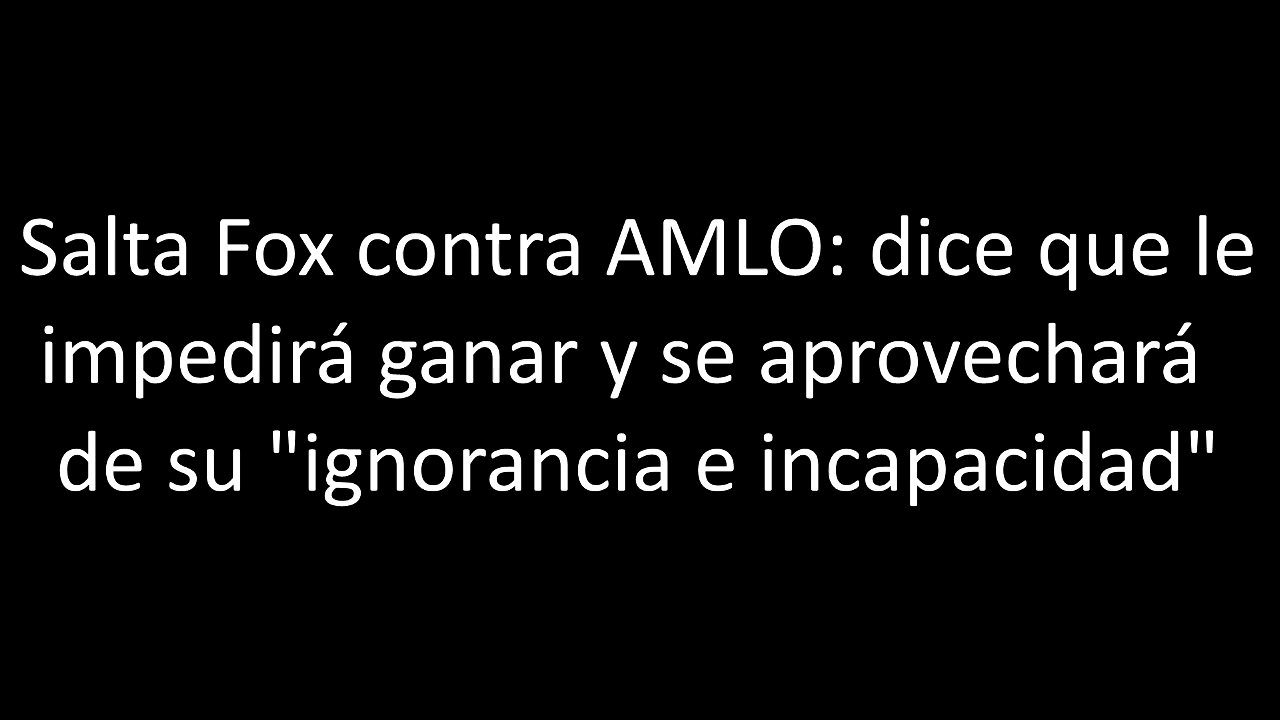 Salta Fox contra AMLO: dice que le
impedirá ganar y se aprovechará
de su "ignorancia e incapacidad"